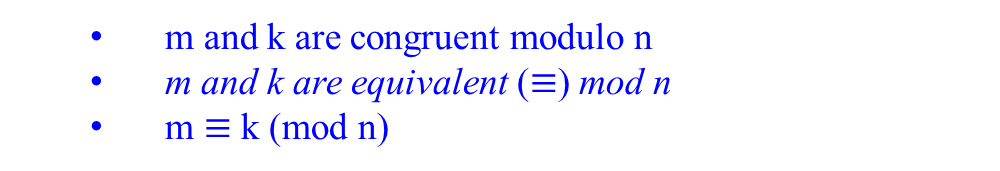 • m and k are congruent modulo n
• m and k are equivalent (≡) mod n
• m ≡ k (mod n)